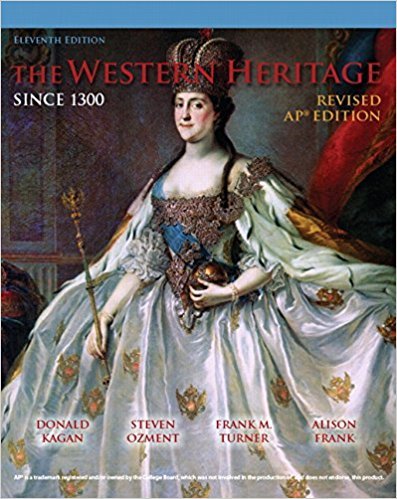 ELEVENTH EDITION
THE WESTERN HERITAGE
SINCE 1300
REVISED
AP® EDITION
DONALD
KAGAN
STEVEN
OZMENT
FRANK M.
TURNER
ALISON
FRANK
AP® is a trademark registered and/or owned by the College Board, which was not involved in the production of, and does not endorse, this product.